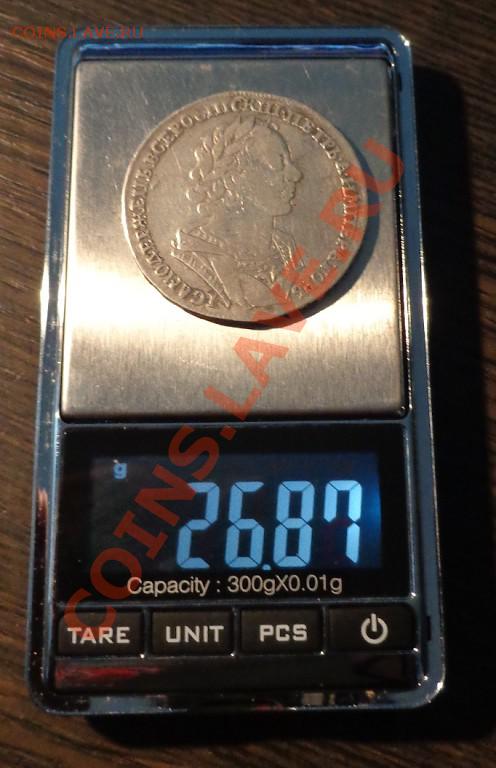 COINS.LAVE.RU
COINS.LAVE.RU
g
26.87
Capacity : 300gX0.01g
TARE UNIT PCS